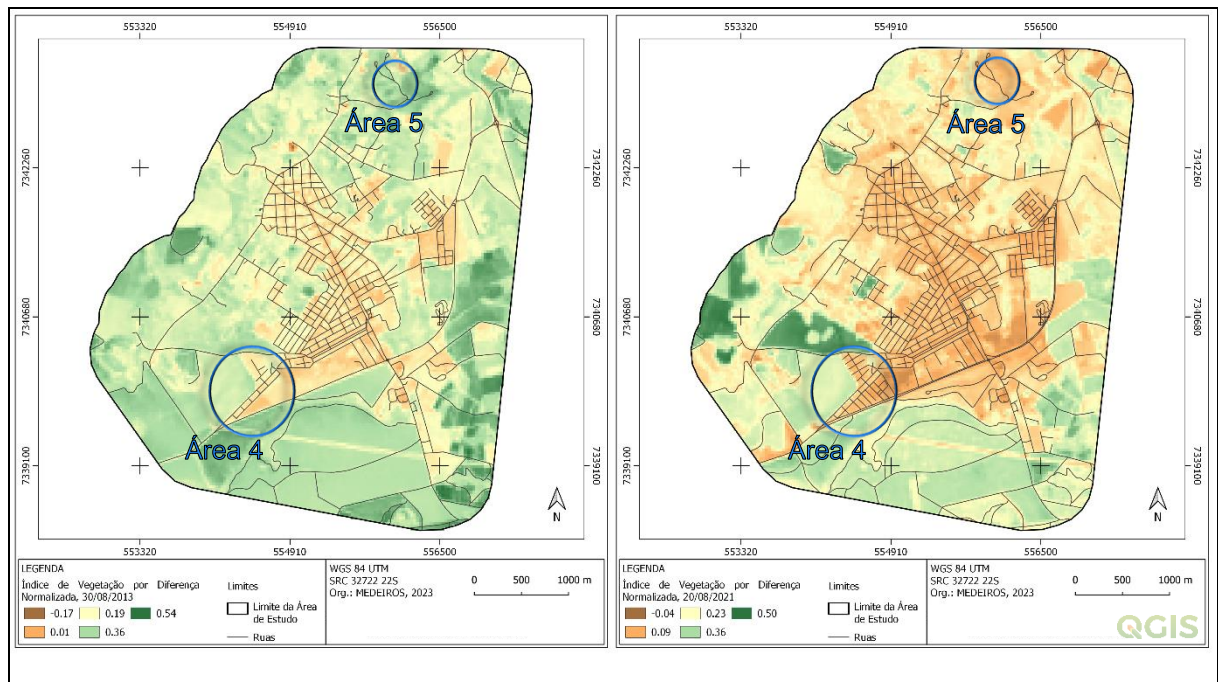 553320 554910 556500
7342260
7340680
7339100
Área 5
Área 4
7342260
7340680
7339100
N
553320 554910 556500
LEGENDA
Índice de Vegetação por Diferença
Normalizada, 30/08/2013
-0.17 0.19 0.54
0.01 0.36
Limites
Limite da Área
de Estudo
Ruas
WGS 84 UTM
SRC 32722 22S
Org.: MEDEIROS, 2023
0 500 1000 m
553320 554910 556500
7342260
7340680
7339100
Área 5
Área 4
7342260
7340680
7339100
N
553320 554910 556500
LEGENDA
Índice de Vegetação por Diferença
Normalizada, 20/08/2021
-0.04 0.23 0.50
0.09 0.36
Limites
Limite da Área
de Estudo
Ruas
WGS 84 UTM
SRC 32722 22S
Org.: MEDEIROS, 2023
0 500 1000 m
QGIS